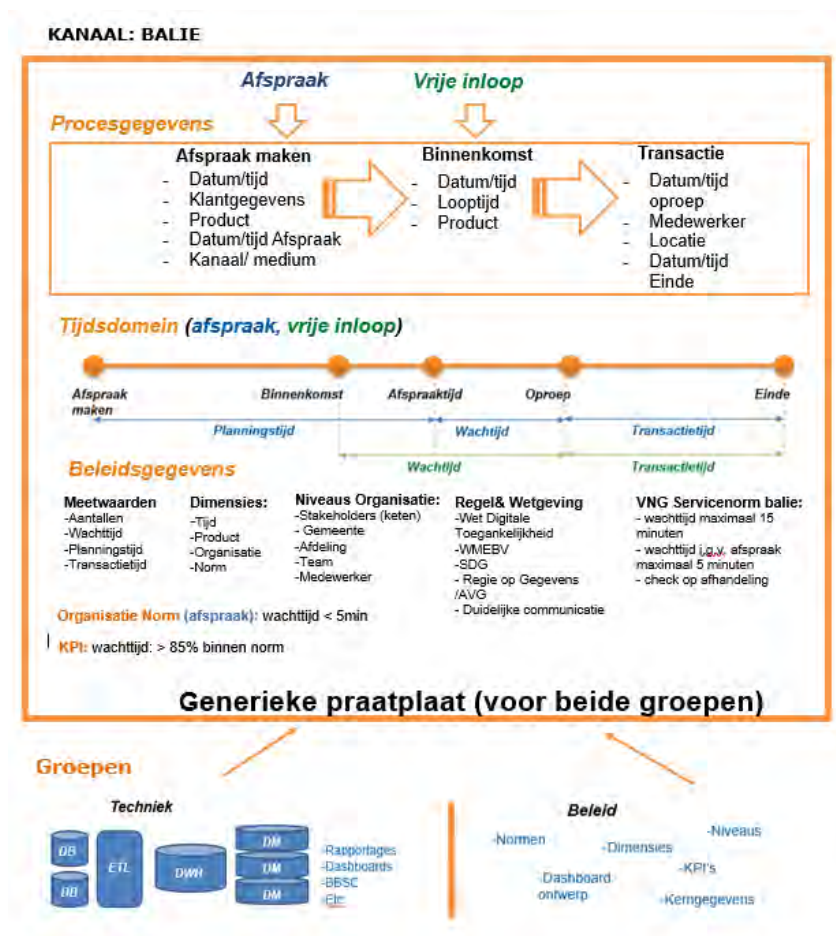 KANAAL: BALIE
Afspraak
Vrije inloop
Procesgegevens
Afspraak maken
- Datum/tijd
- Klantgegevens
- Product
- Datum/tijd Afspraak
- Kanaal/ medium
Binnenkomst
- Datum/tijd
- Looptijd
- Product
Transactie
- Datum/tijd
oproep
- Medewerker
- Locatie
- Datum/tijd
Einde
Tijdsdomein (afspraak, vrije inloop)
Afspraak
maken
Binnenkomst
Afspraaktijd
Oproep
Einde
Planningstijd
Wachtijd
Transactietijd
Wachtijd
Transactietijd
Beleidsgegevens
Meetwaarden
-Aantallen
-Wachttijd
-Planningstijd
-Transactietijd
Dimensies:
-Tijd
-Product
-Organisatie
-Norm
Niveaus Organisatie:
-Stakeholders (keten)
- Gemeente
-Afdeling
-Team
-Medewerker
Regel& Wetgeving
-Wet Digitale
Toegankelijkheid
-WMEBV
-SDG
- Regie op Gegevens
/AVG
- Duidelijke communicatie
VNG Servicenorm balie:
- wachttijd maximaal 15
minuten
- wachttijd i.g.v. afspraak
maximaal 5 minuten
- check op afhandeling
Organisatie Norm (afspraak): wachttijd < 5min
KPI: wachttijd: > 85% binnen norm
Generieke praatplaat (voor beide groepen)
Groepen
Techniek
DB
DB
ETL
DWH
DM
DM
DM
-Rapportages
-Dashboards
-BBSC
-Etc
Beleid
-Normen
-Dimensies
-Niveaus
-KPI's
-Dashboard
ontwerp
-Kerngegevens